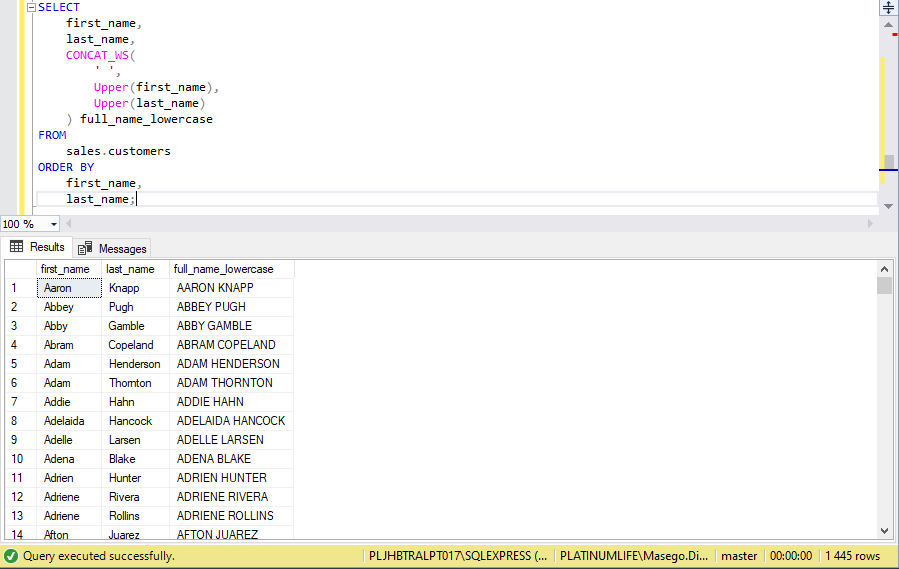 SELECT
first_name,
last_name,
CONCAT_WS(
' ',
Upper(first_name),
Upper(last_name)
) full_name_lowercase
FROM
sales.customers
ORDER BY
first_name,
last_name;
100 %
Results Messages
first_name last_name full_name_lowercase
1 Aaron Knapp AARON KNAPP
2 Abbey Pugh ABBEY PUGH
3 Abby Gamble ABBY GAMBLE
4 Abram Copeland ABRAM COPELAND
5 Adam Henderson ADAM HENDERSON
6 Adam Thornton ADAM THORNTON
7 Addie Hahn ADDIE HAHN
8 Adelaida Hancock ADELAIDA HANCOCK
9 Adelle Larsen ADELLE LARSEN
10 Adena Blake ADENA BLAKE
11 Adrien Hunter ADRIEN HUNTER
12 Adriene Rivera ADRIENE RIVERA
13 Adriene Rollins ADRIENE ROLLINS
14 Afton Juarez AFTON JUAREZ
Query executed successfully. PLJHBTRALPT017\SQLEXPRESS (... PLATINUMLIFE\Masego.Di... master 00:00:00 1 445 rows